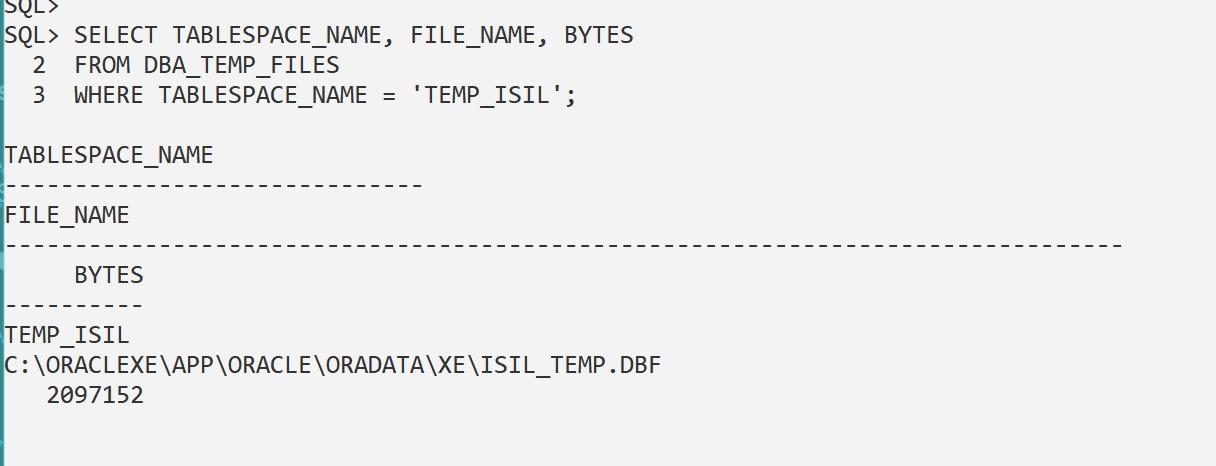 SQL>
SQL> SELECT TABLESPACE_NAME, FILE_NAME, BYTES
  2  FROM DBA_TEMP_FILES
  3  WHERE TABLESPACE_NAME = 'TEMP_ISIL';

TABLESPACE_NAME
------------------------------
FILE_NAME
--------------------------------------------------------------------------------
     BYTES
----------
TEMP_ISIL
C:\ORACLEXE\APP\ORACLE\ORADATA\XE\ISIL_TEMP.DBF
   2097152